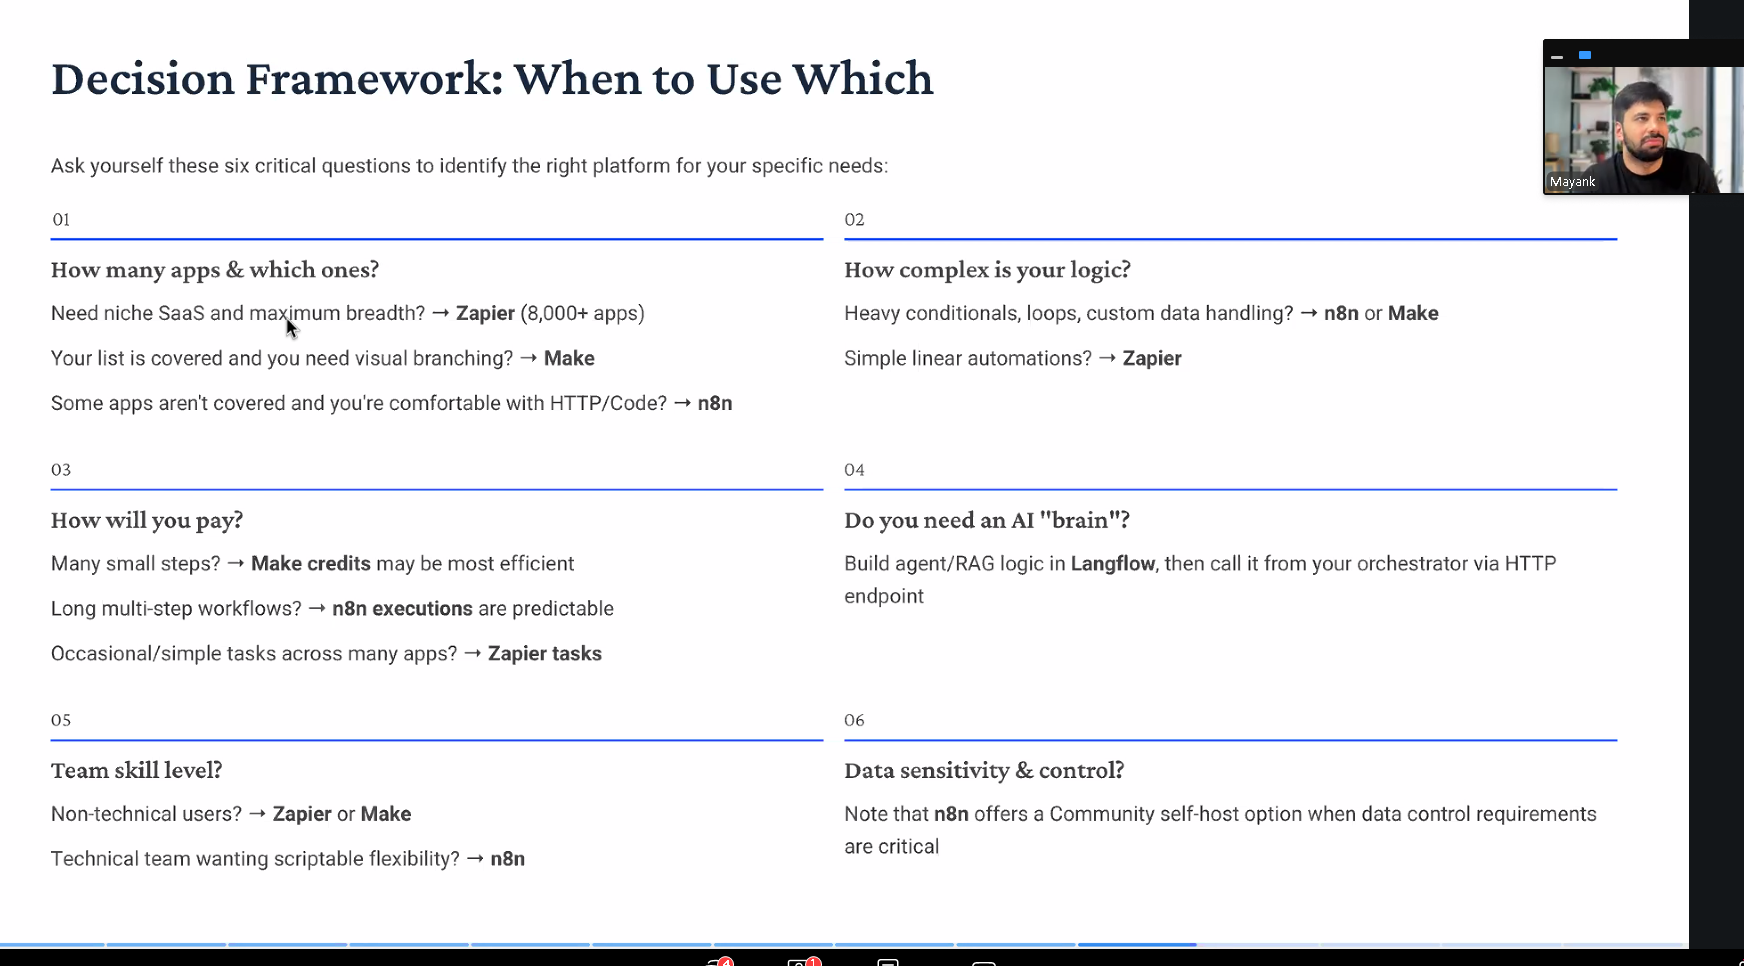 Decision Framework: When to Use Which
Ask yourself these six critical questions to identify the right platform for your specific needs:
01
How many apps & which ones?
Need niche SaaS and maximum breadth? → Zapier (8,000+ apps)
Your list is covered and you need visual branching? → Make
Some apps aren't covered and you're comfortable with HTTP/Code? → n8n
02
How complex is your logic?
Heavy conditionals, loops, custom data handling? → n8n or Make
Simple linear automations? → Zapier
03
How will you pay?
Many small steps? → Make credits may be most efficient
Long multi-step workflows? → n8n executions are predictable
Occasional/simple tasks across many apps? → Zapier tasks
04
Do you need an AI "brain"?
Build agent/RAG logic in Langflow, then call it from your orchestrator via HTTP
endpoint
05
Team skill level?
Non-technical users? → Zapier or Make
Technical team wanting scriptable flexibility? → n8n
06
Data sensitivity & control?
Note that n8n offers a Community self-host option when data control requirements
are critical
Mayank
4
1